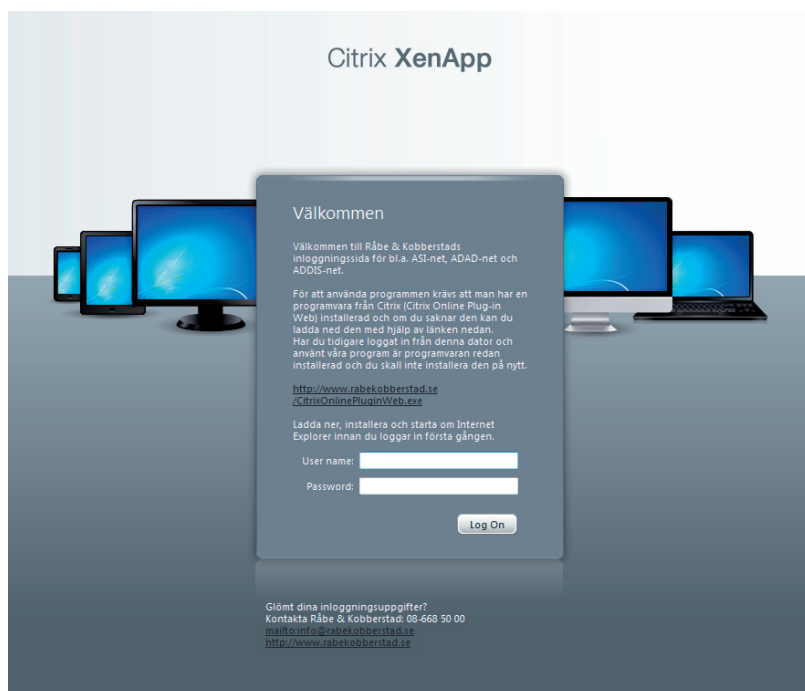 Citrix XenApp
Välkommen
Välkommen till Råbe & Kobberstads
inloggningssida för bl.a. ASI-net, ADAD-net och
ADDIS-net.
För att använda programmen krävs att man har en
programvara från Citrix (Citrix Online Plug-in
Web) installerad och om du saknar den kan du
ladda ned den med hjälp av länken nedan.
Har du tidigare loggat in från denna dator och
använt våra program är programvaran redan
installerad och du skall inte installera den på nytt.
http://www.rabekobberstad.se
/CitrixOnlinePluginWeb.exe
Ladda ner, installera och starta om Internet
Explorer innan du loggar in första gången.
User name:
Password:
Log On
Glömt dina inloggningsuppgifter?
Kontakta Råbe & Kobberstad: 08-668 50 00
mailto:info@rabekobberstad.se
http://www.rabekobberstad.se